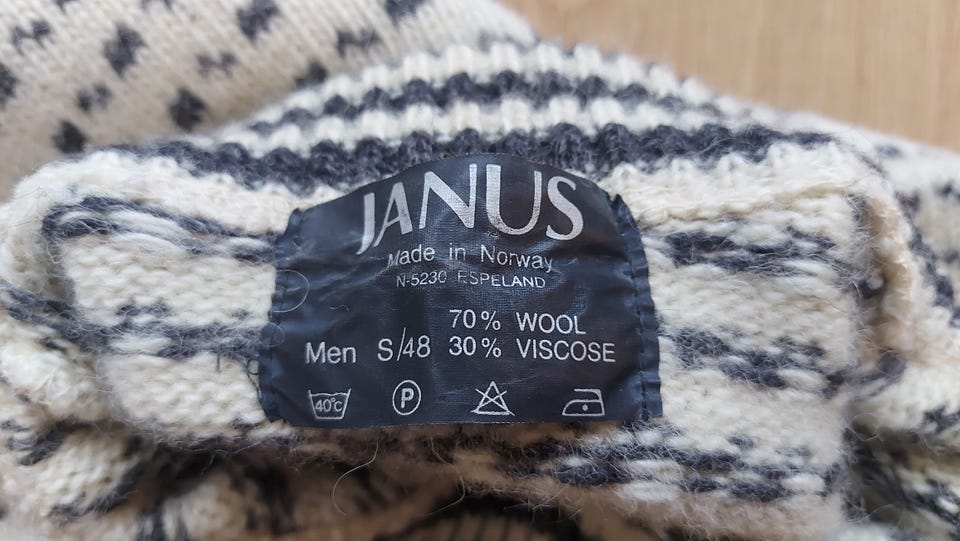 JANUS
Made in Norway
N-5230 ESPELAND
70% WOOL
Men S/48 30% VISCOSE
40°C P